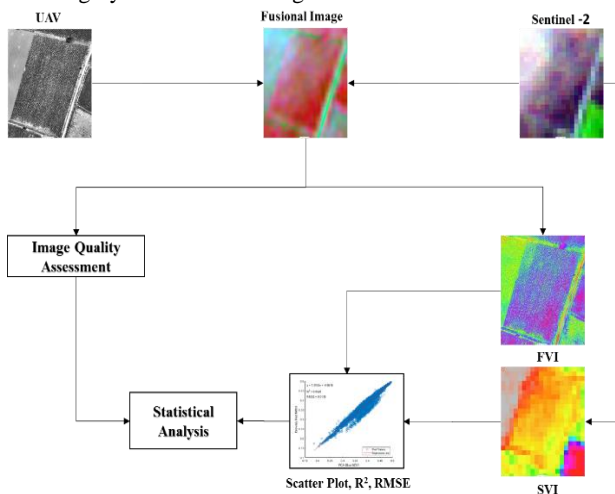 UAV
Fusional Image
Sentinel -2
Image Quality
Assessment
FVI
Statistical
Analysis
Scatter Plot, R², RMSE
SVI